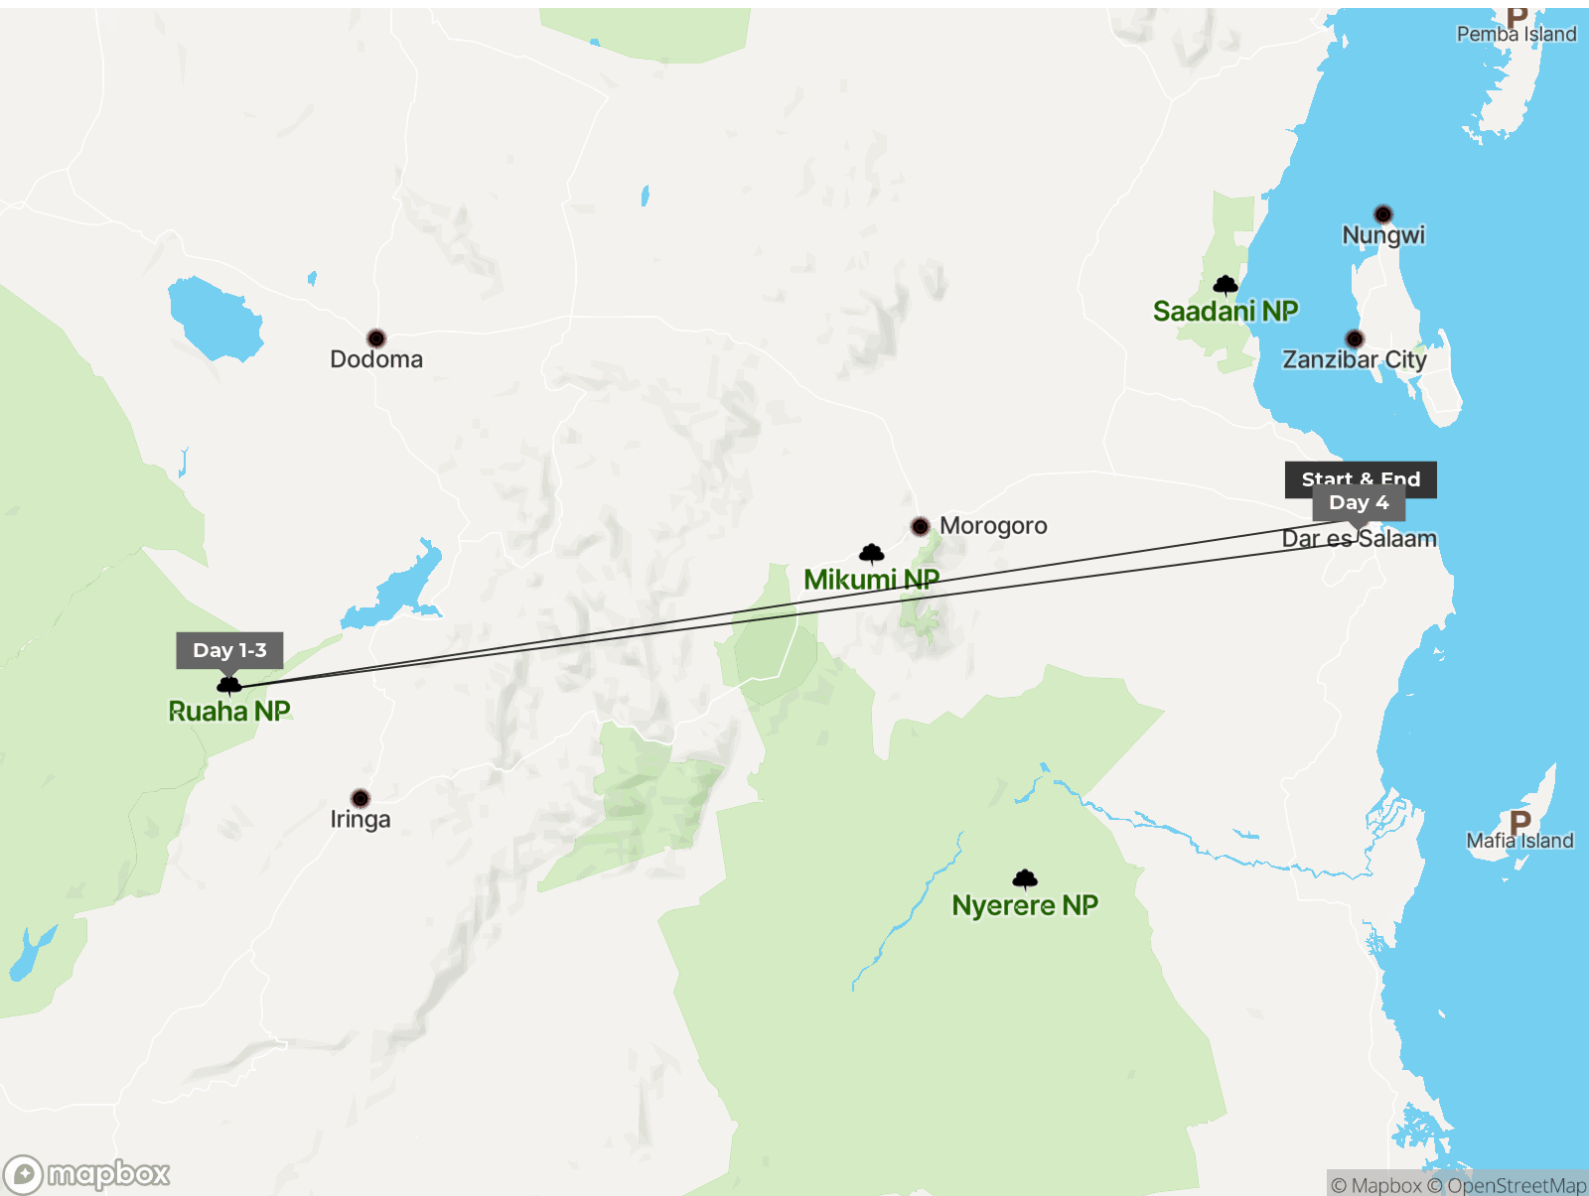 P
Pemba Island
Nungwi
Saadani NP
Dodoma
Zanzibar City
Start & End
Day 4
Morogoro
Dar es Salaam
Mikumi NP
Day 1-3
Ruaha NP
Iringa
P
Mafia Island
Nyerere NP
mapbox
© Mapbox © OpenStreetMap